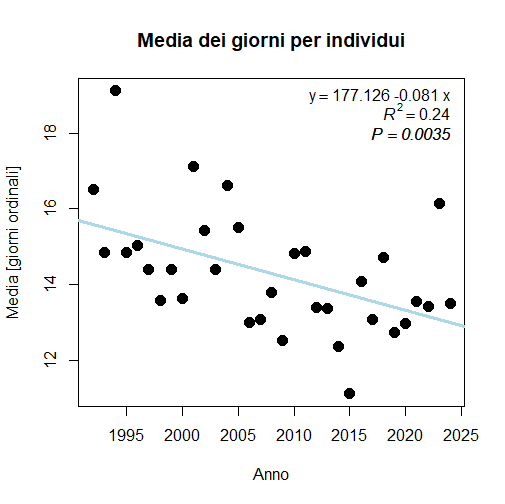 Media dei giorni per individui
y = 177.126 -0.081 x
R² = 0.24
P = 0.0035
Media [giorni ordinali]
18
16
14
12
1995 2000 2005 2010 2015 2020 2025
Anno